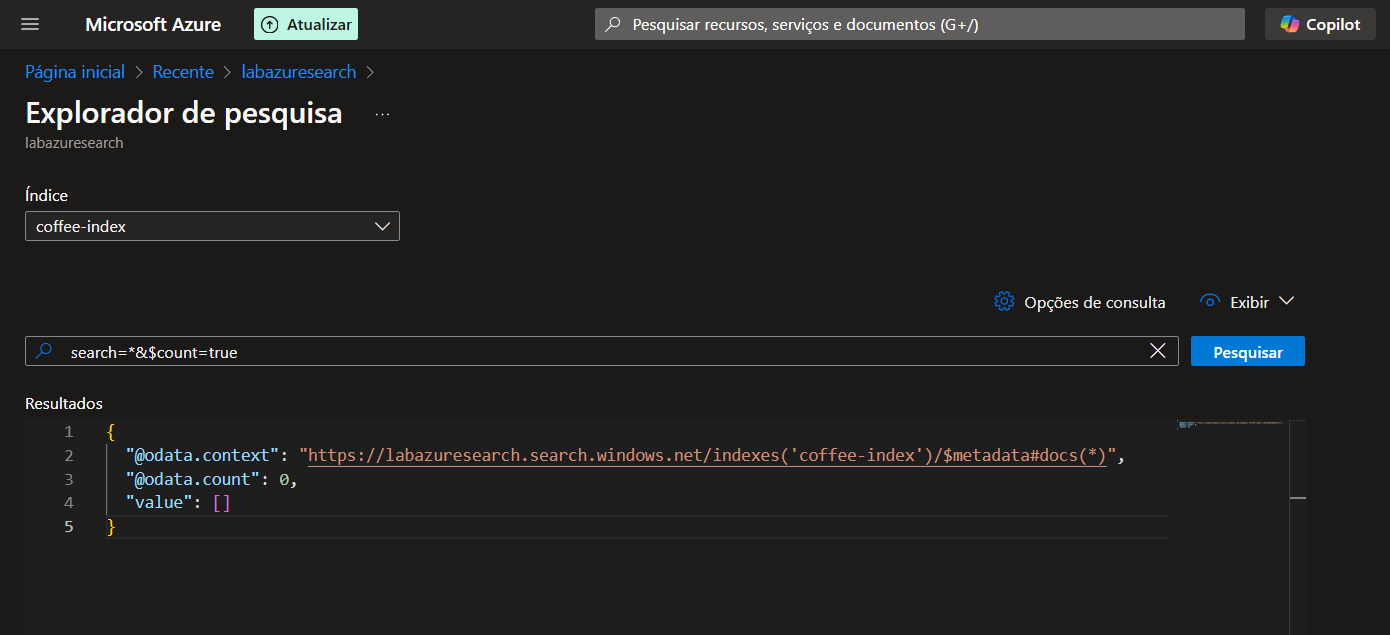 Microsoft Azure
Atualizar
Pesquisar recursos, serviços e documentos (G+/)
Copilot
Página inicial > Recente > labazuresearch >
Explorador de pesquisa ...
labazuresearch
Índice
coffee-index
Opções de consulta
Exibir
search=*&$count=true
Pesquisar
Resultados
1 {
2 "@odata.context": "https://labazuresearch.search.windows.net/indexes('coffee-index')/$metadata#docs(*)",
3 "@odata.count": 0,
4 "value": []
5 }